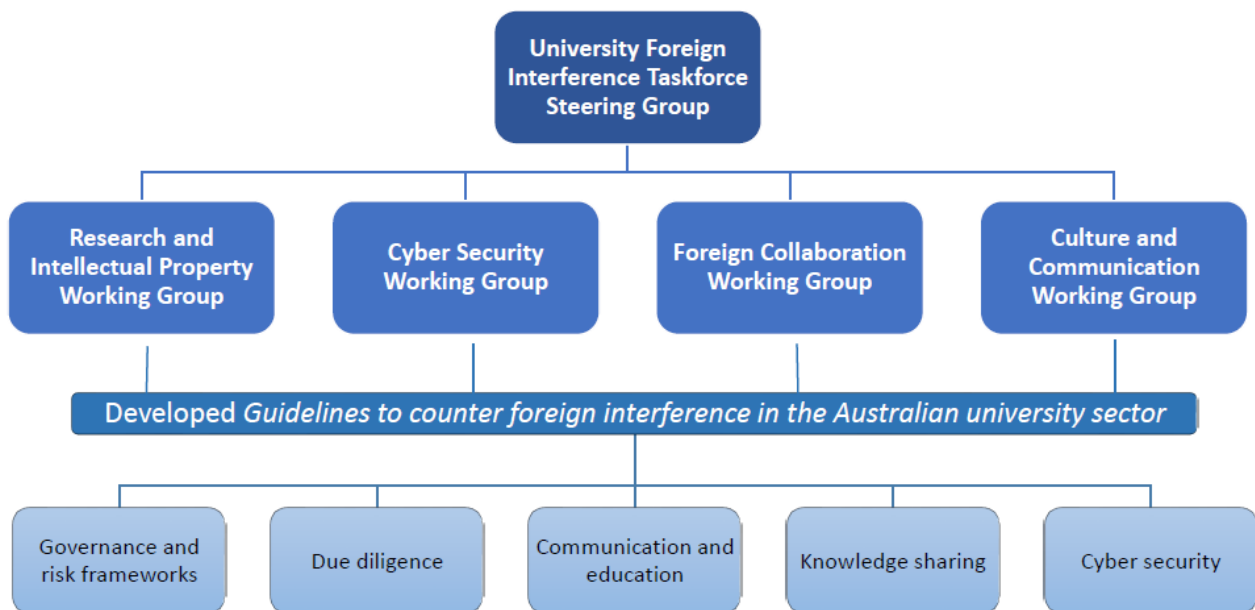 University Foreign
Interference Taskforce
Steering Group
Research and
Intellectual Property
Working Group
Cyber Security
Working Group
Foreign Collaboration
Working Group
Culture and
Communication
Working Group
Developed Guidelines to counter foreign interference in the Australian university sector
Governance and
risk frameworks
Due diligence
Communication and
education
Knowledge sharing
Cyber security